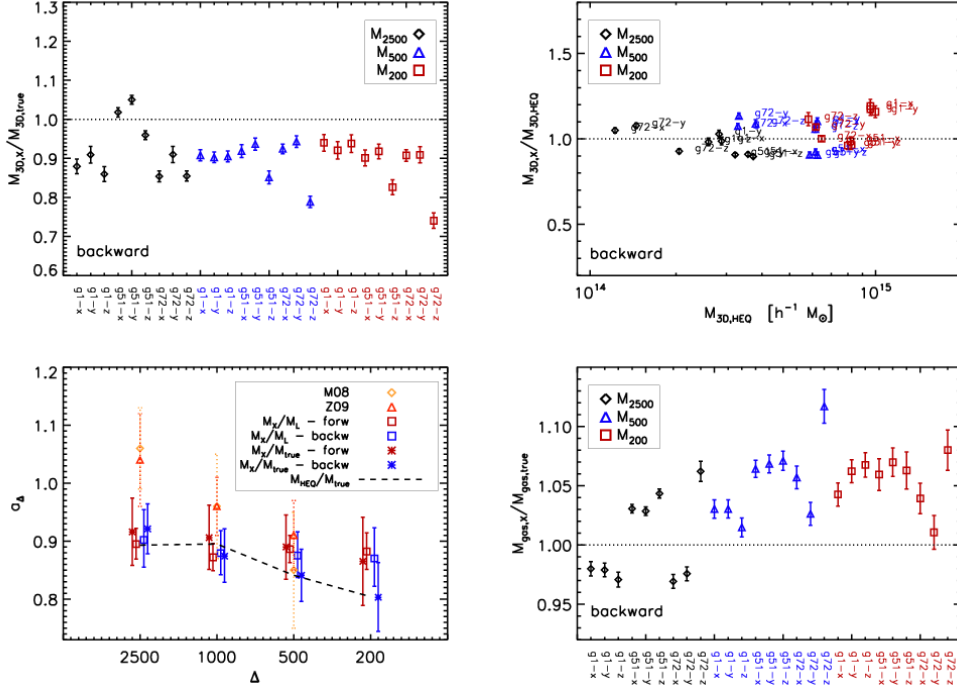 1.3
1.2
1.1
1.0
0.9
0.8
0.7
0.6
M3D,x/M3D,true
M2500
M500
M200
backward
g1-x
g1-y
g1-z
g51-x
g51-y
g51-z
g72-x
g72-y
g72-z
g1-x
g1-y
g1-z
g51-x
g51-y
g51-z
g72-x
g72-y
g72-z
g1-x
g1-y
g1-z
g51-x
g51-y
g51-z
g72-x
g72-y
g72-z
1.5
1.0
0.5
M3D,x/M3D,HEQ
M2500
M500
M200
g72-y
g72-x
g1-y
g72-z
g72-y
g1-x
backward
10^14
10^15
M3D,HEQ [h^-1 M⊙]
1.2
1.1
1.0
0.9
0.8
aΔ
M08
Z09
Mx/ML - forw
Mx/ML - backw
Mx/Mtrue - forw
Mx/Mtrue - backw
MHEQ/Mtrue
2500
1000
500
200
Δ
1.10
1.05
1.00
0.95
Mgas,x/Mgas,true
M2500
M500
M200
backward
g1-x
g1-y
g1-z
g51-x
g51-y
g51-z
g72-x
g72-y
g72-z
g1-x
g1-y
g1-z
g51-x
g51-y
g51-z
g72-x
g72-y
g72-z
g1-x
g1-y
g1-z
g51-x
g51-y
g51-z
g72-x
g72-y
g72-z